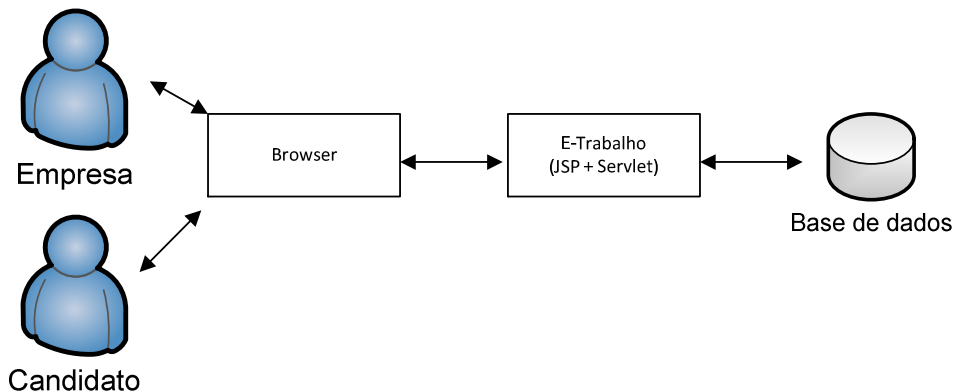 Empresa
Browser
E-Trabalho
(JSP + Servlet)
Base de dados
Candidato